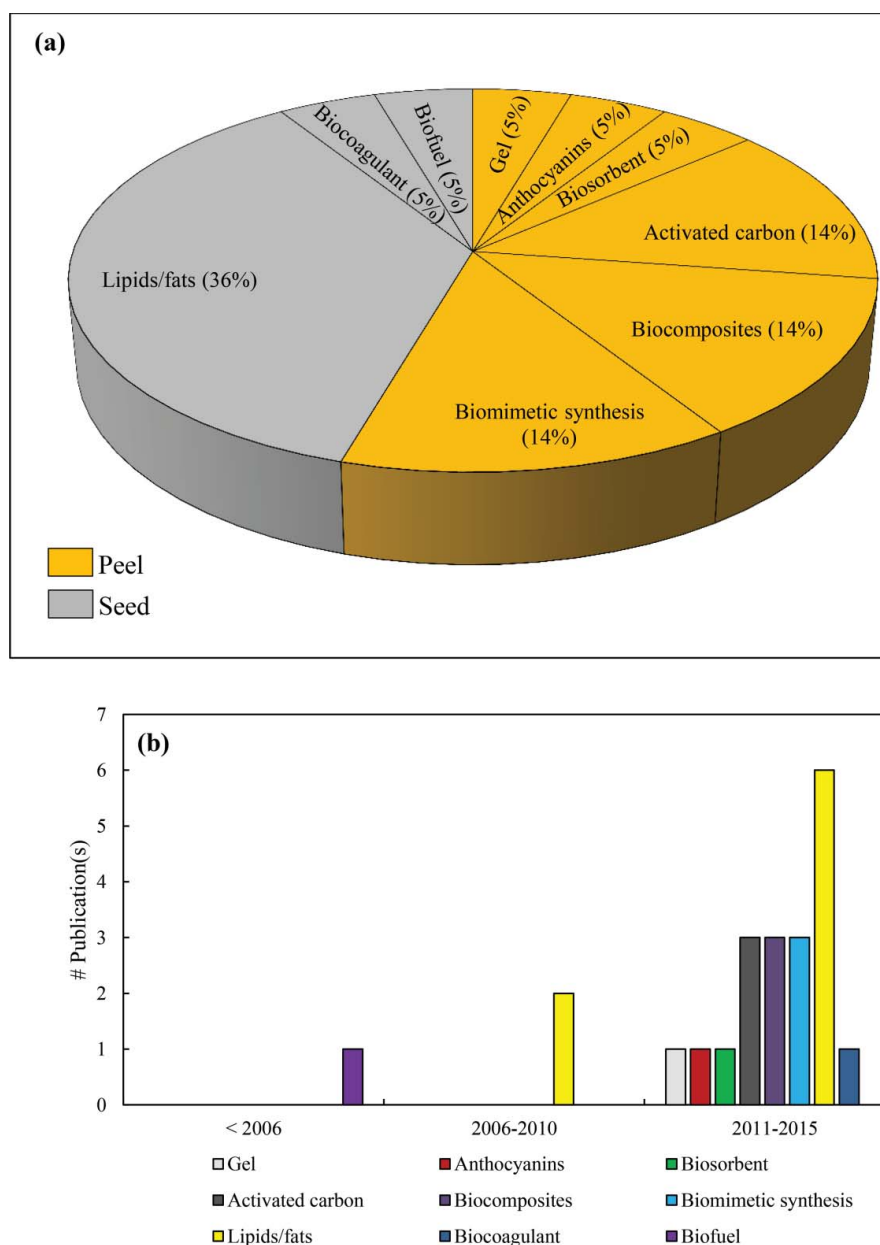 (a)
Biocoagulant (5%)
Biofuel (5%)
Gel (5%)
Anthocyanins (5%)
Biosorbent (5%)
Activated carbon (14%)
Lipids/fats (36%)
Biocomposites (14%)
Biomimetic synthesis
(14%)
Peel
Seed
(b)
# Publication(s)
7
6
5
4
3
2
1
0
< 2006 2006-2010 2011-2015
Gel Anthocyanins Biosorbent
Activated carbon Biocomposites Biomimetic synthesis
Lipids/fats Biocoagulant Biofuel